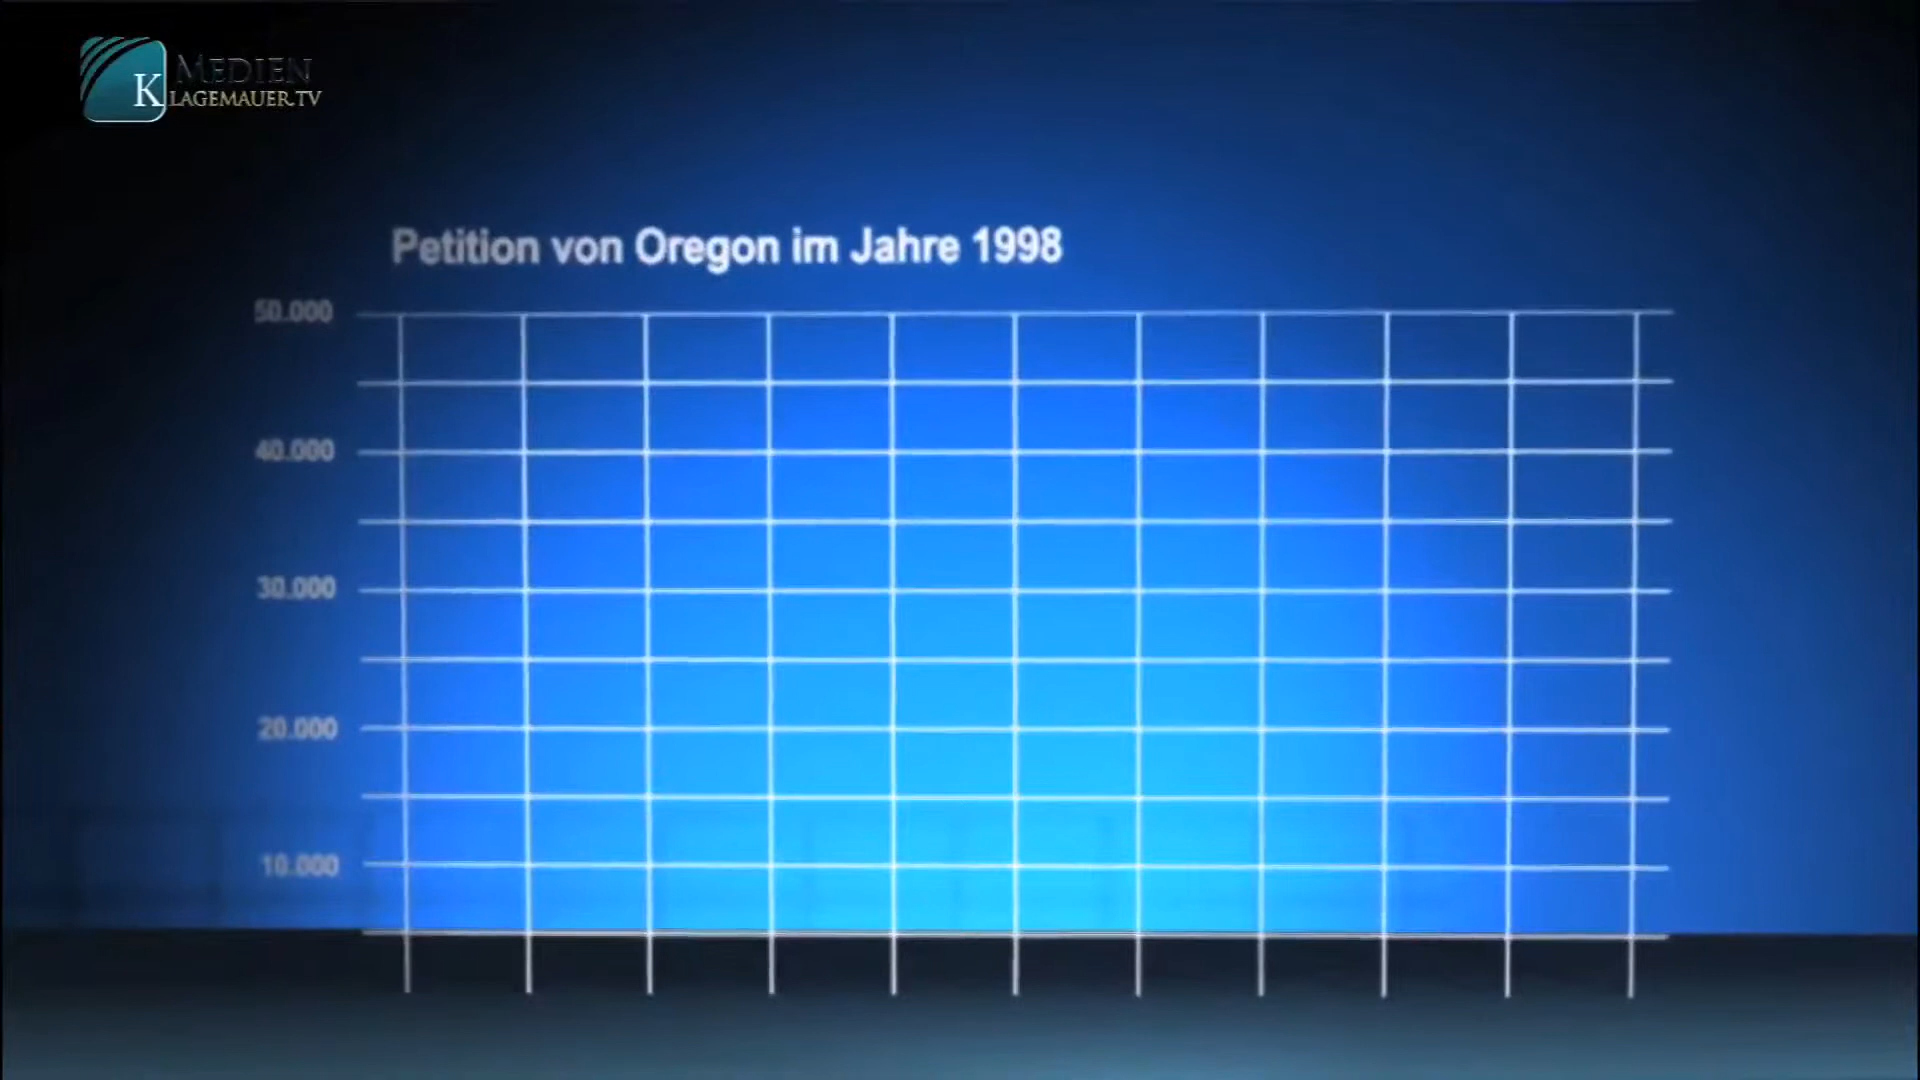 MEDIEN
KLAGEMAUER.TV
Petition von Oregon im Jahre 1998
50.000
40.000
30.000
20.000
10.000